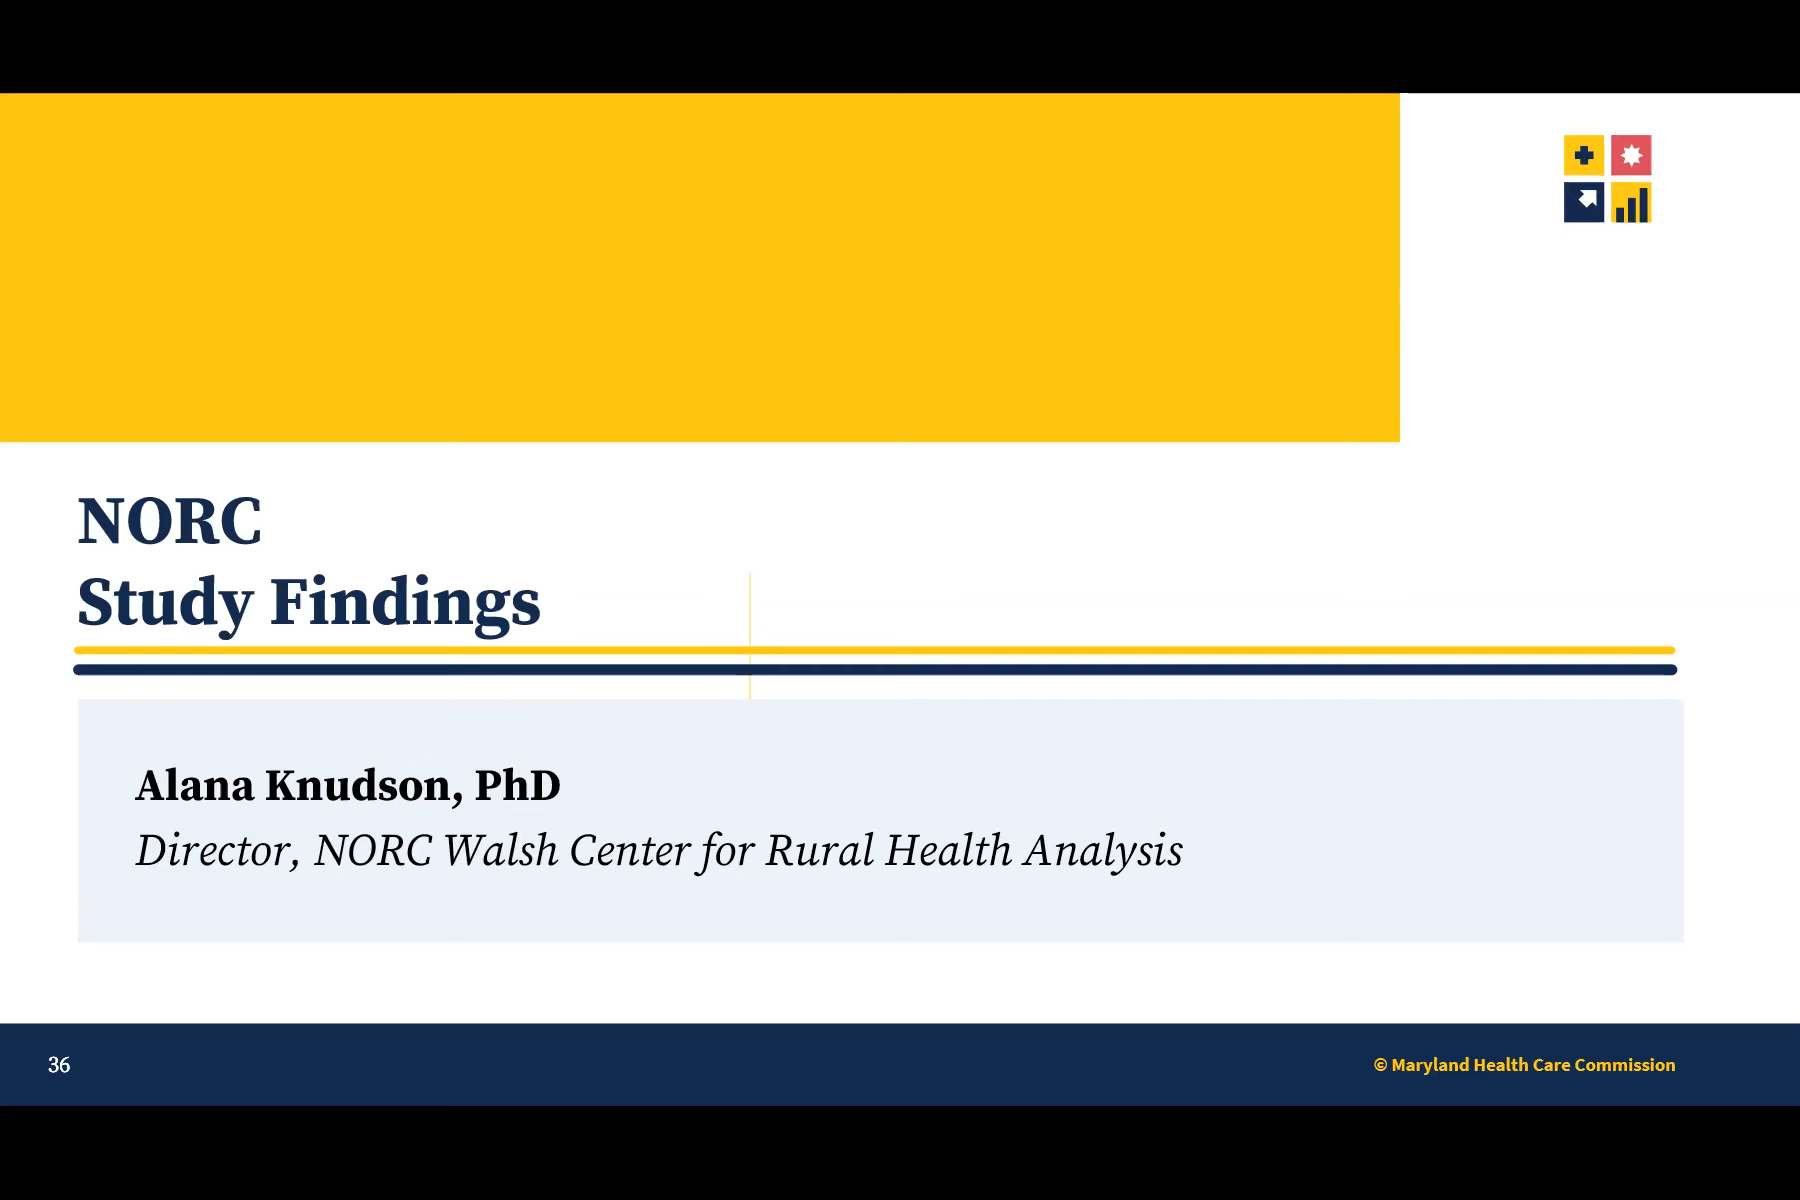 NORC
Study Findings
Alana Knudson, PhD
Director, NORC Walsh Center for Rural Health Analysis
36
© Maryland Health Care Commission